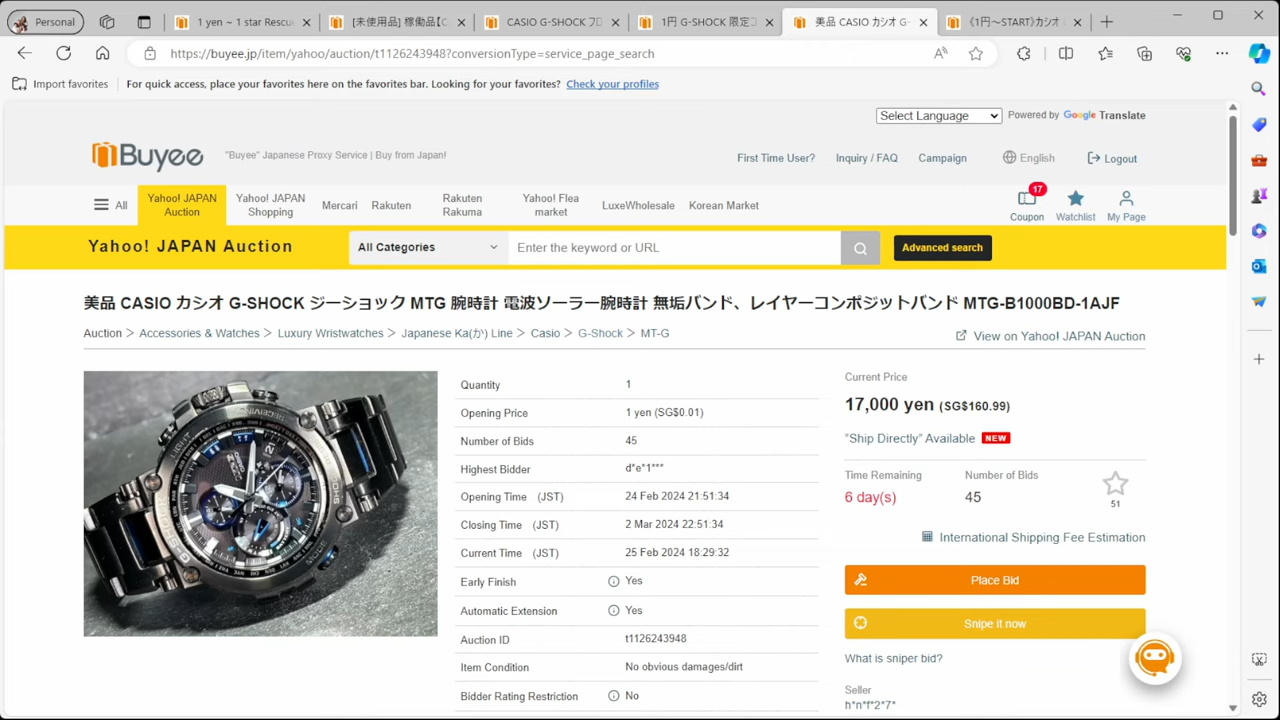 Personal
1 yen ~ 1 star Rescu
[未使用品] 稼働品【C
CASIO G-SHOCK フロ
1円 G-SHOCK 限定コ
美品 CASIO カシオ G-
《1円〜START》カシオ
https://buyee.jp/item/yahoo/auction/t1126243948?conversionType=service_page_search
Import favorites
For quick access, place your favorites here on the favorites bar. Looking for your favorites? Check your profiles
Select Language
Powered by Google Translate
Buyee
"Buyee" Japanese Proxy Service | Buy from Japan!
First Time User?
Inquiry / FAQ
Campaign
English
Logout
All
Yahoo! JAPAN Auction
Yahoo! JAPAN Shopping
Mercari
Rakuten
Rakuten Rakuma
Yahoo! Flea market
LuxeWholesale
Korean Market
17
Coupon
Watchlist
My Page
Yahoo! JAPAN Auction
All Categories
Enter the keyword or URL
Advanced search
美品 CASIO カシオ G-SHOCK ジーショック MTG 腕時計 電波ソーラー腕時計 無垢バンド、レイヤーコンポジットバンド MTG-B1000BD-1AJF
Auction > Accessories & Watches > Luxury Wristwatches > Japanese Ka(か) Line > Casio > G-Shock > MT-G
View on Yahoo! JAPAN Auction
Quantity 1
Opening Price 1 yen (SG$0.01)
Number of Bids 45
Highest Bidder d*e*1***
Opening Time (JST) 24 Feb 2024 21:51:34
Closing Time (JST) 2 Mar 2024 22:51:34
Current Time (JST) 25 Feb 2024 18:29:32
Early Finish Yes
Automatic Extension Yes
Auction ID t1126243948
Item Condition No obvious damages/dirt
Bidder Rating Restriction No
Current Price
17,000 yen (SG$160.99)
"Ship Directly" Available NEW
Time Remaining
6 day(s)
Number of Bids
45
51
International Shipping Fee Estimation
Place Bid
Snipe it now
What is sniper bid?
Seller
h*n*f*2*7*